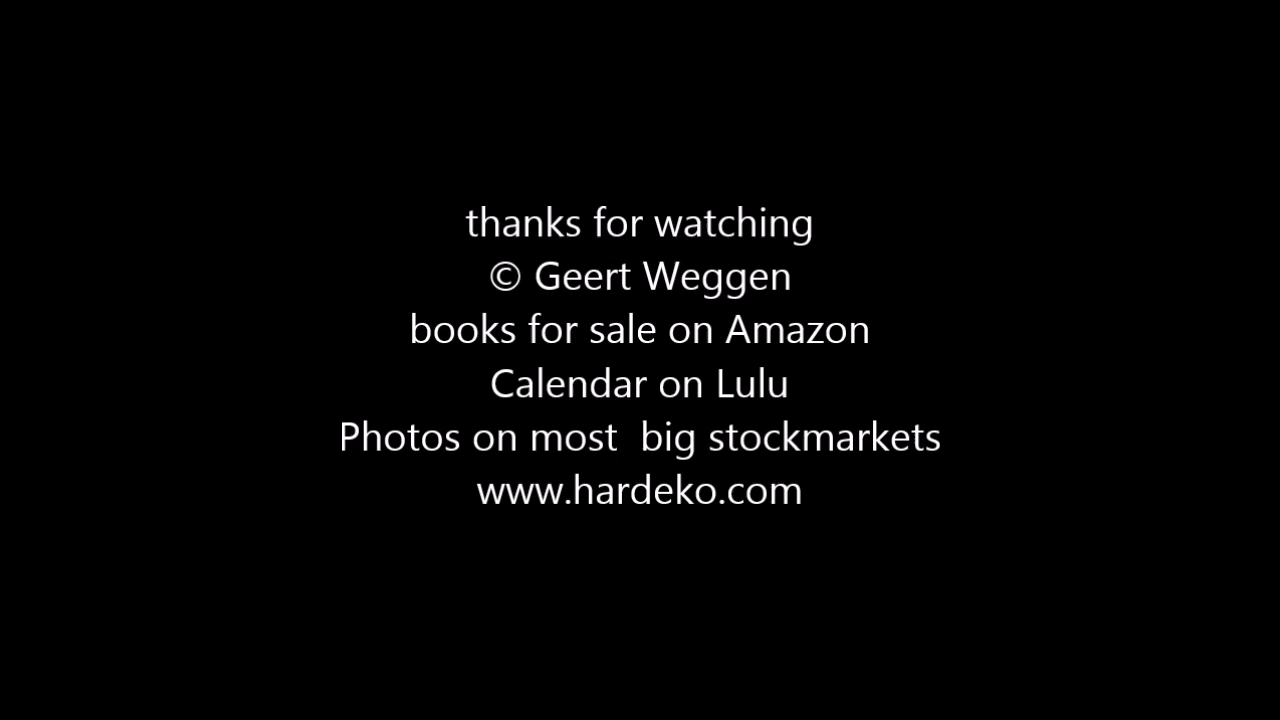 thanks for watching
© Geert Weggen
books for sale on Amazon
Calendar on Lulu
Photos on most  big stockmarkets
www.hardeko.com